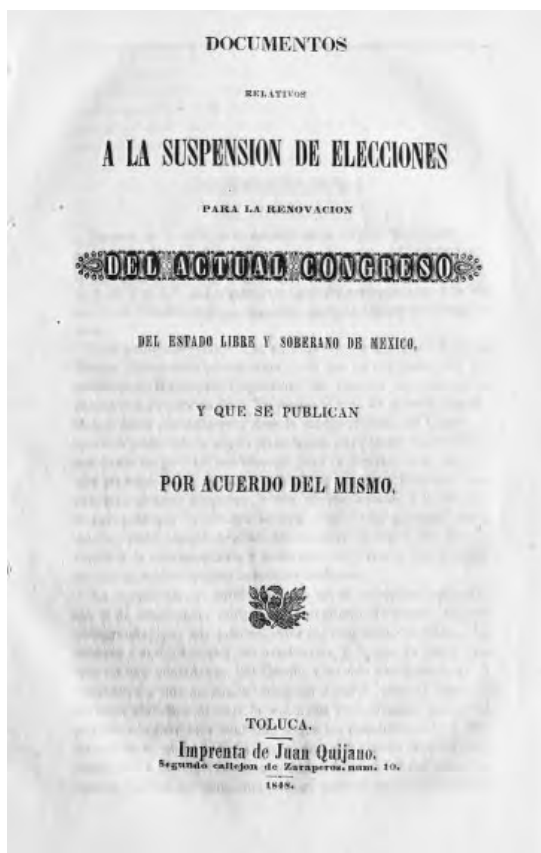 DOCUMENTOS
RELATIVOS
A LA SUSPENSION DE ELECCIONES
PARA LA RENOVACION
DEL ACTUAL CONGRESO
DEL ESTADO LIBRE Y SOBERANO DE MEXICO,
Y QUE SE PUBLICAN
POR ACUERDO DEL MISMO.
TOLUCA.
Imprenta de Juan Quijano.
Segundo callejon de Zaraperos. num. 10.
1848.